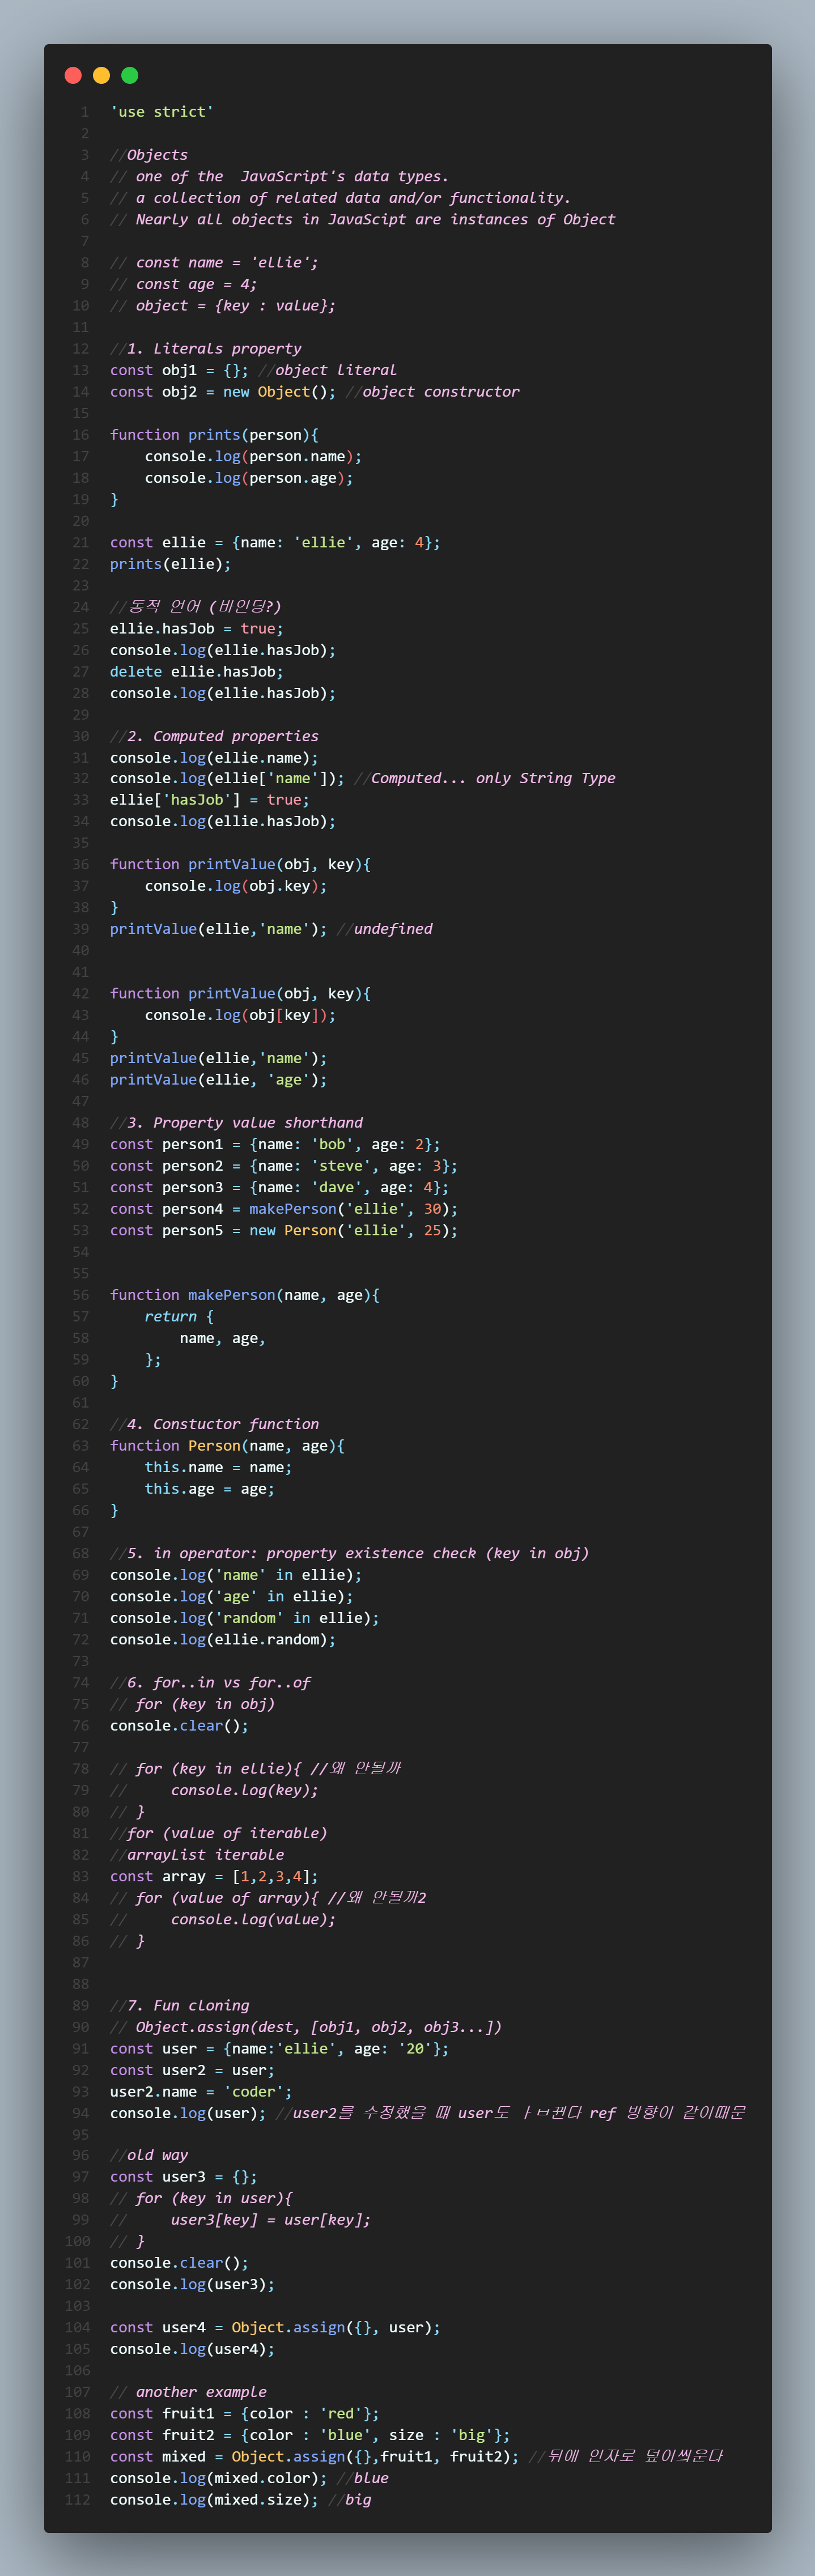 1 'use strict'
2
3 //Objects
4 // one of the  JavaScript's data types.
5 // a collection of related data and/or functionality.
6 // Nearly all objects in JavaScipt are instances of Object
7
8 // const name = 'ellie';
9 // const age = 4;
10 // object = {key : value};
11
12 //1. Literals property
13 const obj1 = {}; //object literal
14 const obj2 = new Object(); //object constructor
15
16 function prints(person){
17     console.log(person.name);
18     console.log(person.age);
19 }
20
21 const ellie = {name: 'ellie', age: 4};
22 prints(ellie);
23
24 //동적 언어 (바인딩?)
25 ellie.hasJob = true;
26 console.log(ellie.hasJob);
27 delete ellie.hasJob;
28 console.log(ellie.hasJob);
29
30 //2. Computed properties
31 console.log(ellie.name);
32 console.log(ellie['name']); //Computed... only String Type
33 ellie['hasJob'] = true;
34 console.log(ellie.hasJob);
35
36 function printValue(obj, key){
37     console.log(obj.key);
38 }
39 printValue(ellie,'name'); //undefined
40
41
42 function printValue(obj, key){
43     console.log(obj[key]);
44 }
45 printValue(ellie,'name');
46 printValue(ellie, 'age');
47
48 //3. Property value shorthand
49 const person1 = {name: 'bob', age: 2};
50 const person2 = {name: 'steve', age: 3};
51 const person3 = {name: 'dave', age: 4};
52 const person4 = makePerson('ellie', 30);
53 const person5 = new Person('ellie', 25);
54
55
56 function makePerson(name, age){
57     return {
58         name, age,
59     };
60 }
61
62 //4. Constuctor function
63 function Person(name, age){
64     this.name = name;
65     this.age = age;
66 }
67
68 //5. in operator: property existence check (key in obj)
69 console.log('name' in ellie);
70 console.log('age' in ellie);
71 console.log('random' in ellie);
72 console.log(ellie.random);
73
74 //6. for..in vs for..of
75 // for (key in obj)
76 console.clear();
77
78 // for (key in ellie){ //왜 안될까
79 //     console.log(key);
80 // }
81 //for (value of iterable)
82 //arrayList iterable
83 const array = [1,2,3,4];
84 // for (value of array){ //왜 안될까2
85 //     console.log(value);
86 // }
87
88
89 //7. Fun cloning
90 // Object.assign(dest, [obj1, obj2, obj3...])
91 const user = {name:'ellie', age: '20'};
92 const user2 = user;
93 user2.name = 'coder';
94 console.log(user); //user2를 수정했을 떄 user도 ㅏㅂ뀐다 ref 방향이 같이때문
95
96 //old way
97 const user3 = {};
98 // for (key in user){
99 //     user3[key] = user[key];
100 // }
101 console.clear();
102 console.log(user3);
103
104 const user4 = Object.assign({}, user);
105 console.log(user4);
106
107 // another example
108 const fruit1 = {color : 'red'};
109 const fruit2 = {color : 'blue', size : 'big'};
110 const mixed = Object.assign({},fruit1, fruit2); //뒤에 인자로 덮어씌운다
111 console.log(mixed.color); //blue
112 console.log(mixed.size); //big